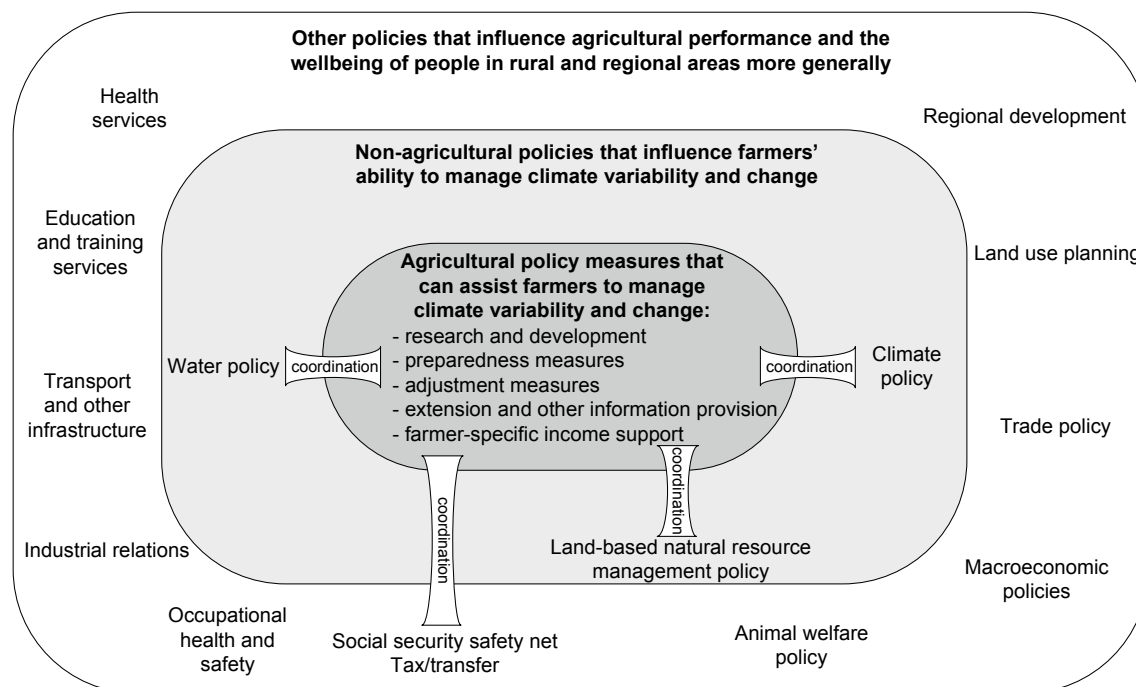 Other policies that influence agricultural performance and the
wellbeing of people in rural and regional areas more generally
Health
services
Regional development
Non-agricultural policies that influence farmers’
ability to manage climate variability and change
Education
and training
services
Land use planning
Agricultural policy measures that
can assist farmers to manage
climate variability and change:
- research and development
- preparedness measures
- adjustment measures
- extension and other information provision
- farmer-specific income support
Water policy
coordination
coordination
Climate
policy
Transport
and other
infrastructure
Trade policy
coordination
coordination
Industrial relations
Land-based natural resource
management policy
Macroeconomic
policies
Occupational
health and
safety
Social security safety net
Tax/transfer
Animal welfare
policy